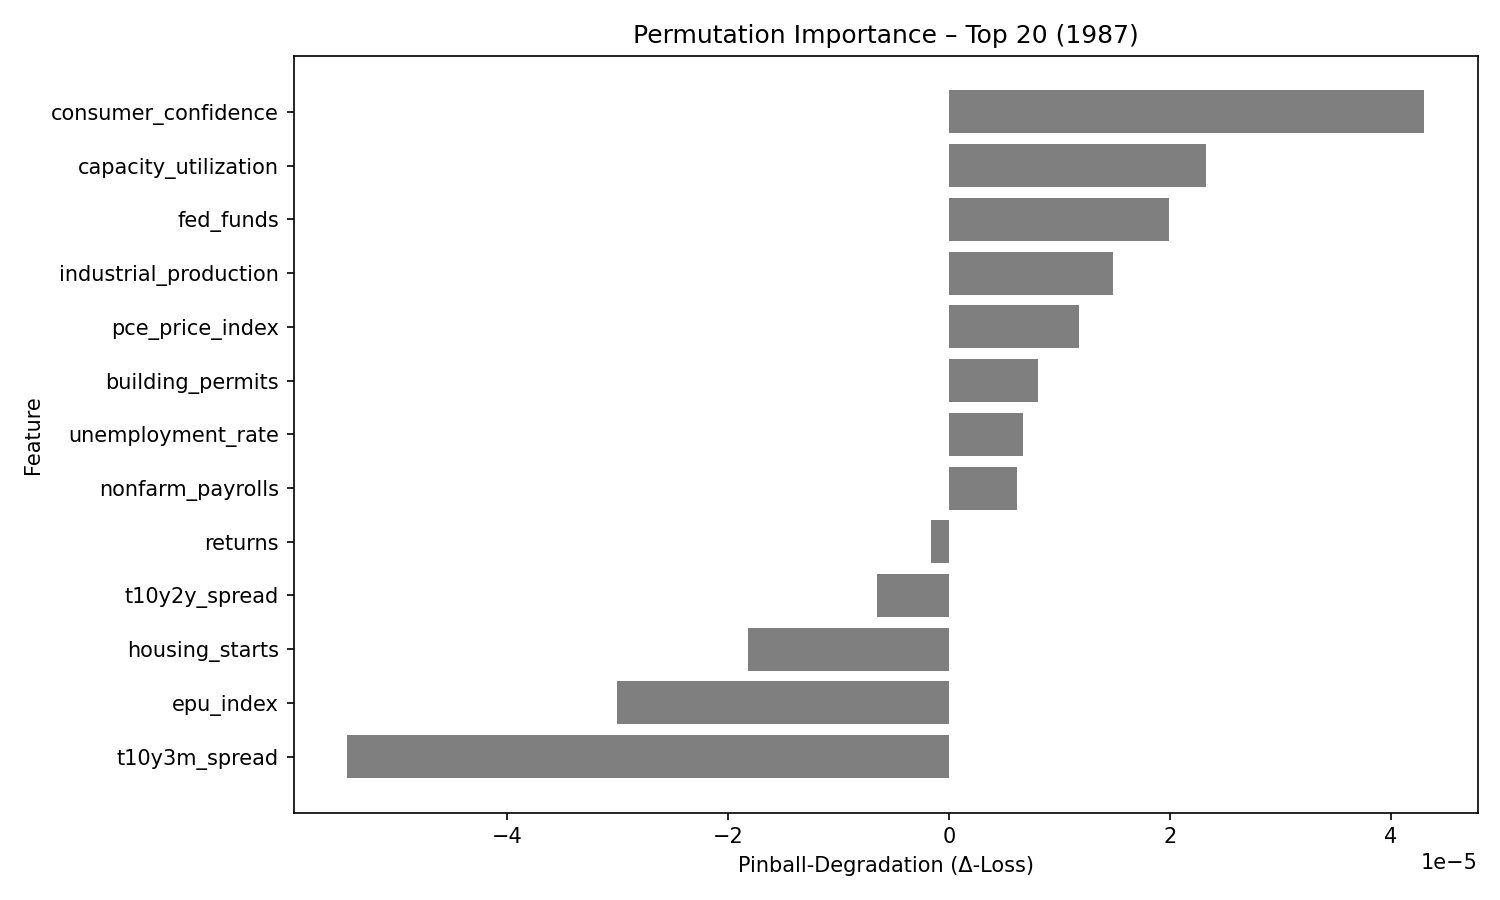 Permutation Importance – Top 20 (1987)
consumer_confidence
capacity_utilization
fed_funds
industrial_production
pce_price_index
building_permits
unemployment_rate
nonfarm_payrolls
returns
t10y2y_spread
housing_starts
epu_index
t10y3m_spread
Feature
−4 −2 0 2 4
1e−5
Pinball-Degradation (Δ-Loss)